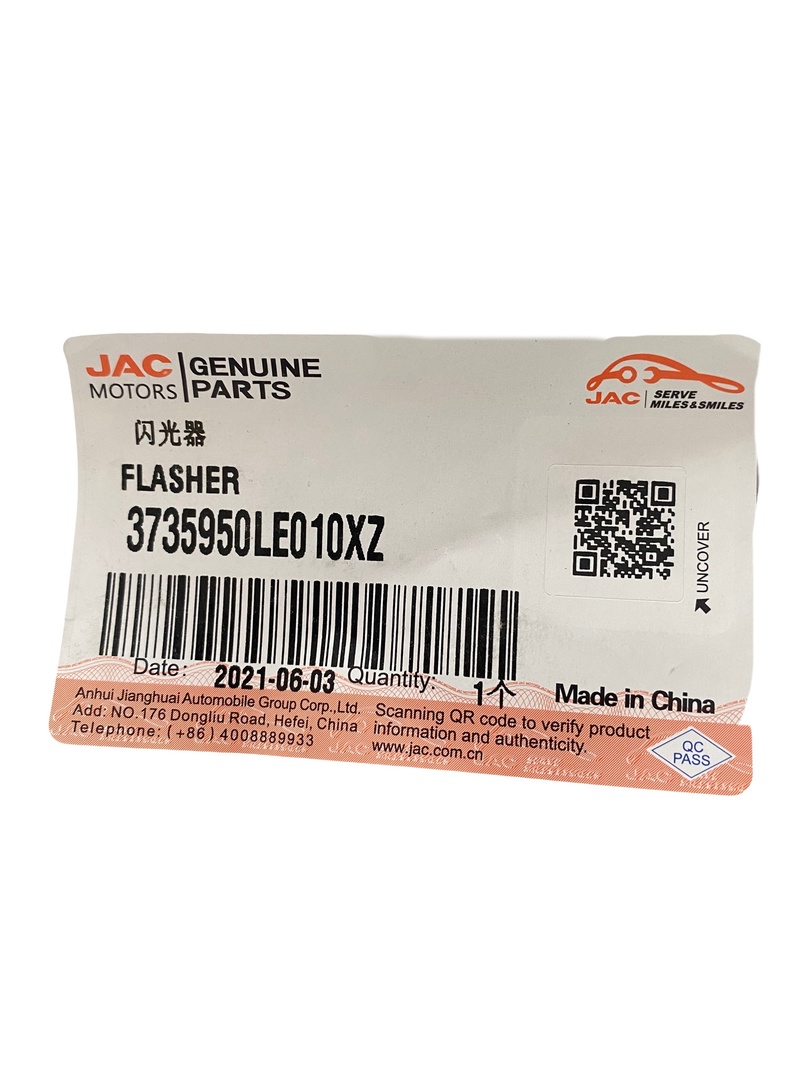 JAC MOTORS
GENUINE PARTS
JAC
SERVE
MILES&SMILES
闪光器
FLASHER
3735950LE010XZ
UNCOVER
Date: 2021-06-03 Quantity: 1个
Made in China
Anhui Jianghuai Automobile Group Corp.,Ltd.
Add: NO.176 Dongliu Road, Hefei, China
Telephone: (+86) 4008889933
Scanning QR code to verify product
information and authenticity.
www.jac.com.cn
QC
PASS